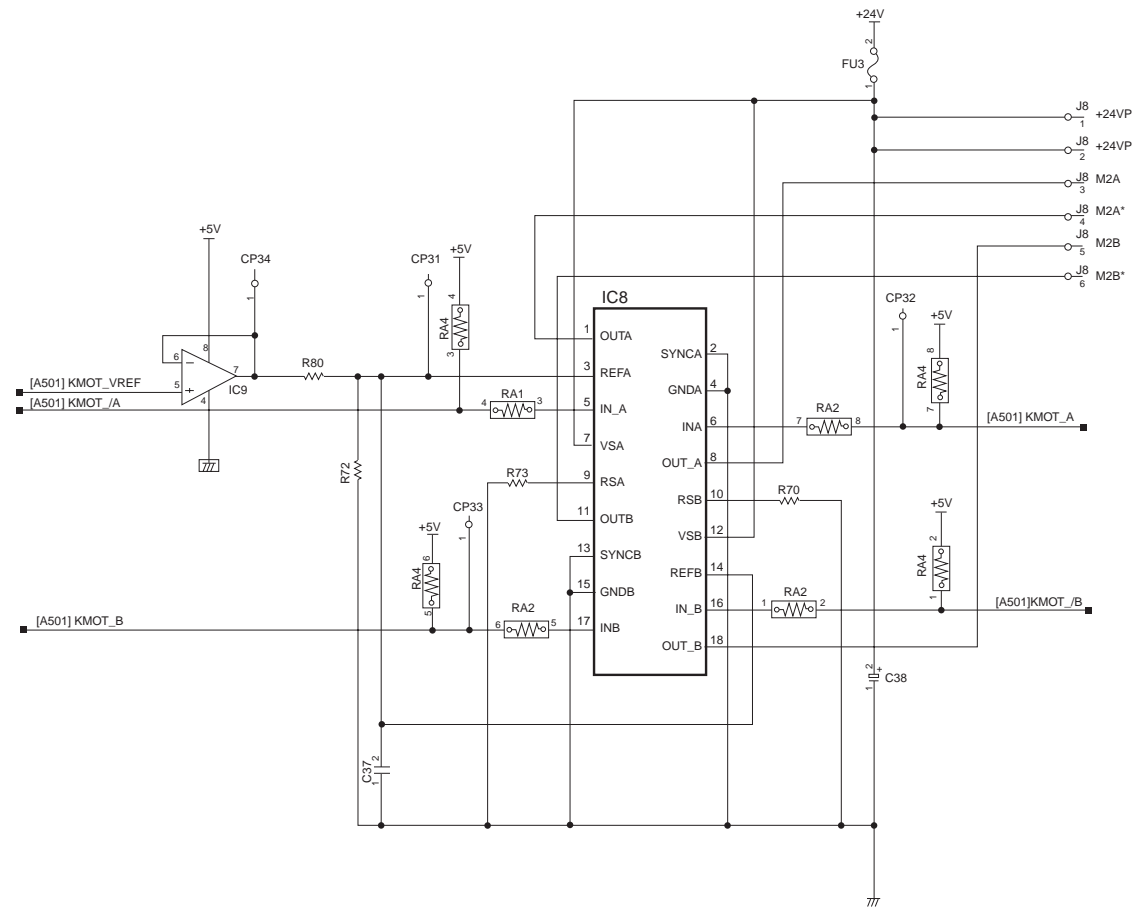 +24V
2
FU3
1
J8 +24VP
1
J8 +24VP
2
J8 M2A
3
J8 M2A*
4
J8 M2B
5
J8 M2B*
6
+5V
CP34
1
8
6
−
7
[A501] KMOT_VREF
5
+
IC9
4
[A501] KMOT_/A
R80
CP31
1
+5V
4
RA4
3
4 RA1 3
R72
IC8
1 OUTA
3 REFA
5 IN_A
7 VSA
9 RSA
11 OUTB
13 SYNCB
15 GNDB
17 INB
SYNCA 2
GNDA 4
INA 6
OUT_A 8
RSB 10
VSB 12
REFB 14
IN_B 16
OUT_B 18
CP32
1
+5V
8
RA4
7
7 RA2 8
[A501] KMOT_A
R73
R70
CP33
1
+5V
6
RA4
5
[A501] KMOT_B
6 RA2 5
+5V
2
RA4
1
1 RA2 2
[A501]KMOT_/B
2
+
C38
1
2
C37
1